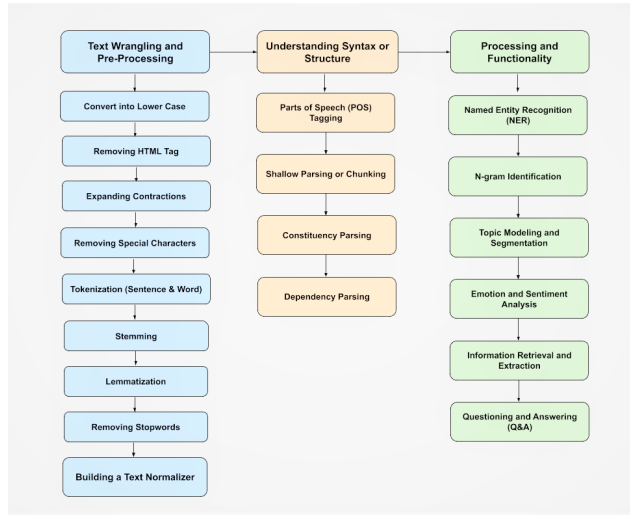 Text Wrangling and
Pre-Processing
Convert into Lower Case
Removing HTML Tag
Expanding Contractions
Removing Special Characters
Tokenization (Sentence & Word)
Stemming
Lemmatization
Removing Stopwords
Building a Text Normalizer
Understanding Syntax or
Structure
Parts of Speech (POS)
Tagging
Shallow Parsing or Chunking
Constituency Parsing
Dependency Parsing
Processing and
Functionality
Named Entity Recognition
(NER)
N-gram Identification
Topic Modeling and
Segmentation
Emotion and Sentiment
Analysis
Information Retrieval and
Extraction
Questioning and Answering
(Q&A)